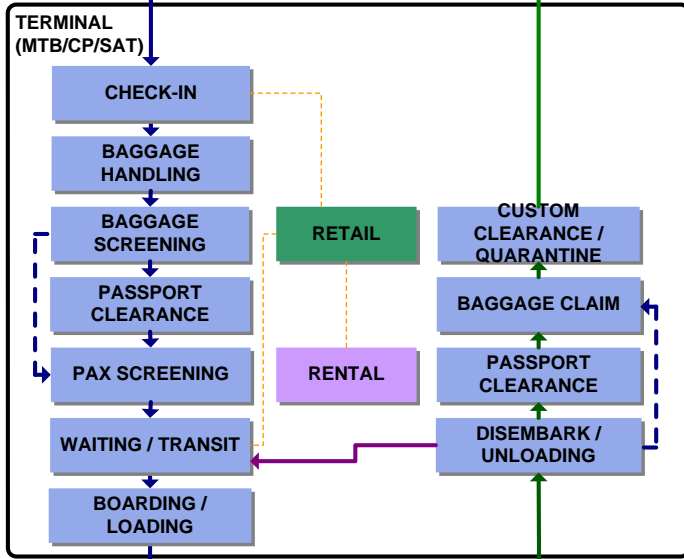 TERMINAL
(MTB/CP/SAT)
CHECK-IN
BAGGAGE
HANDLING
BAGGAGE
SCREENING
PASSPORT
CLEARANCE
PAX SCREENING
WAITING / TRANSIT
BOARDING /
LOADING
RETAIL
RENTAL
CUSTOM
CLEARANCE /
QUARANTINE
BAGGAGE CLAIM
PASSPORT
CLEARANCE
DISEMBARK /
UNLOADING